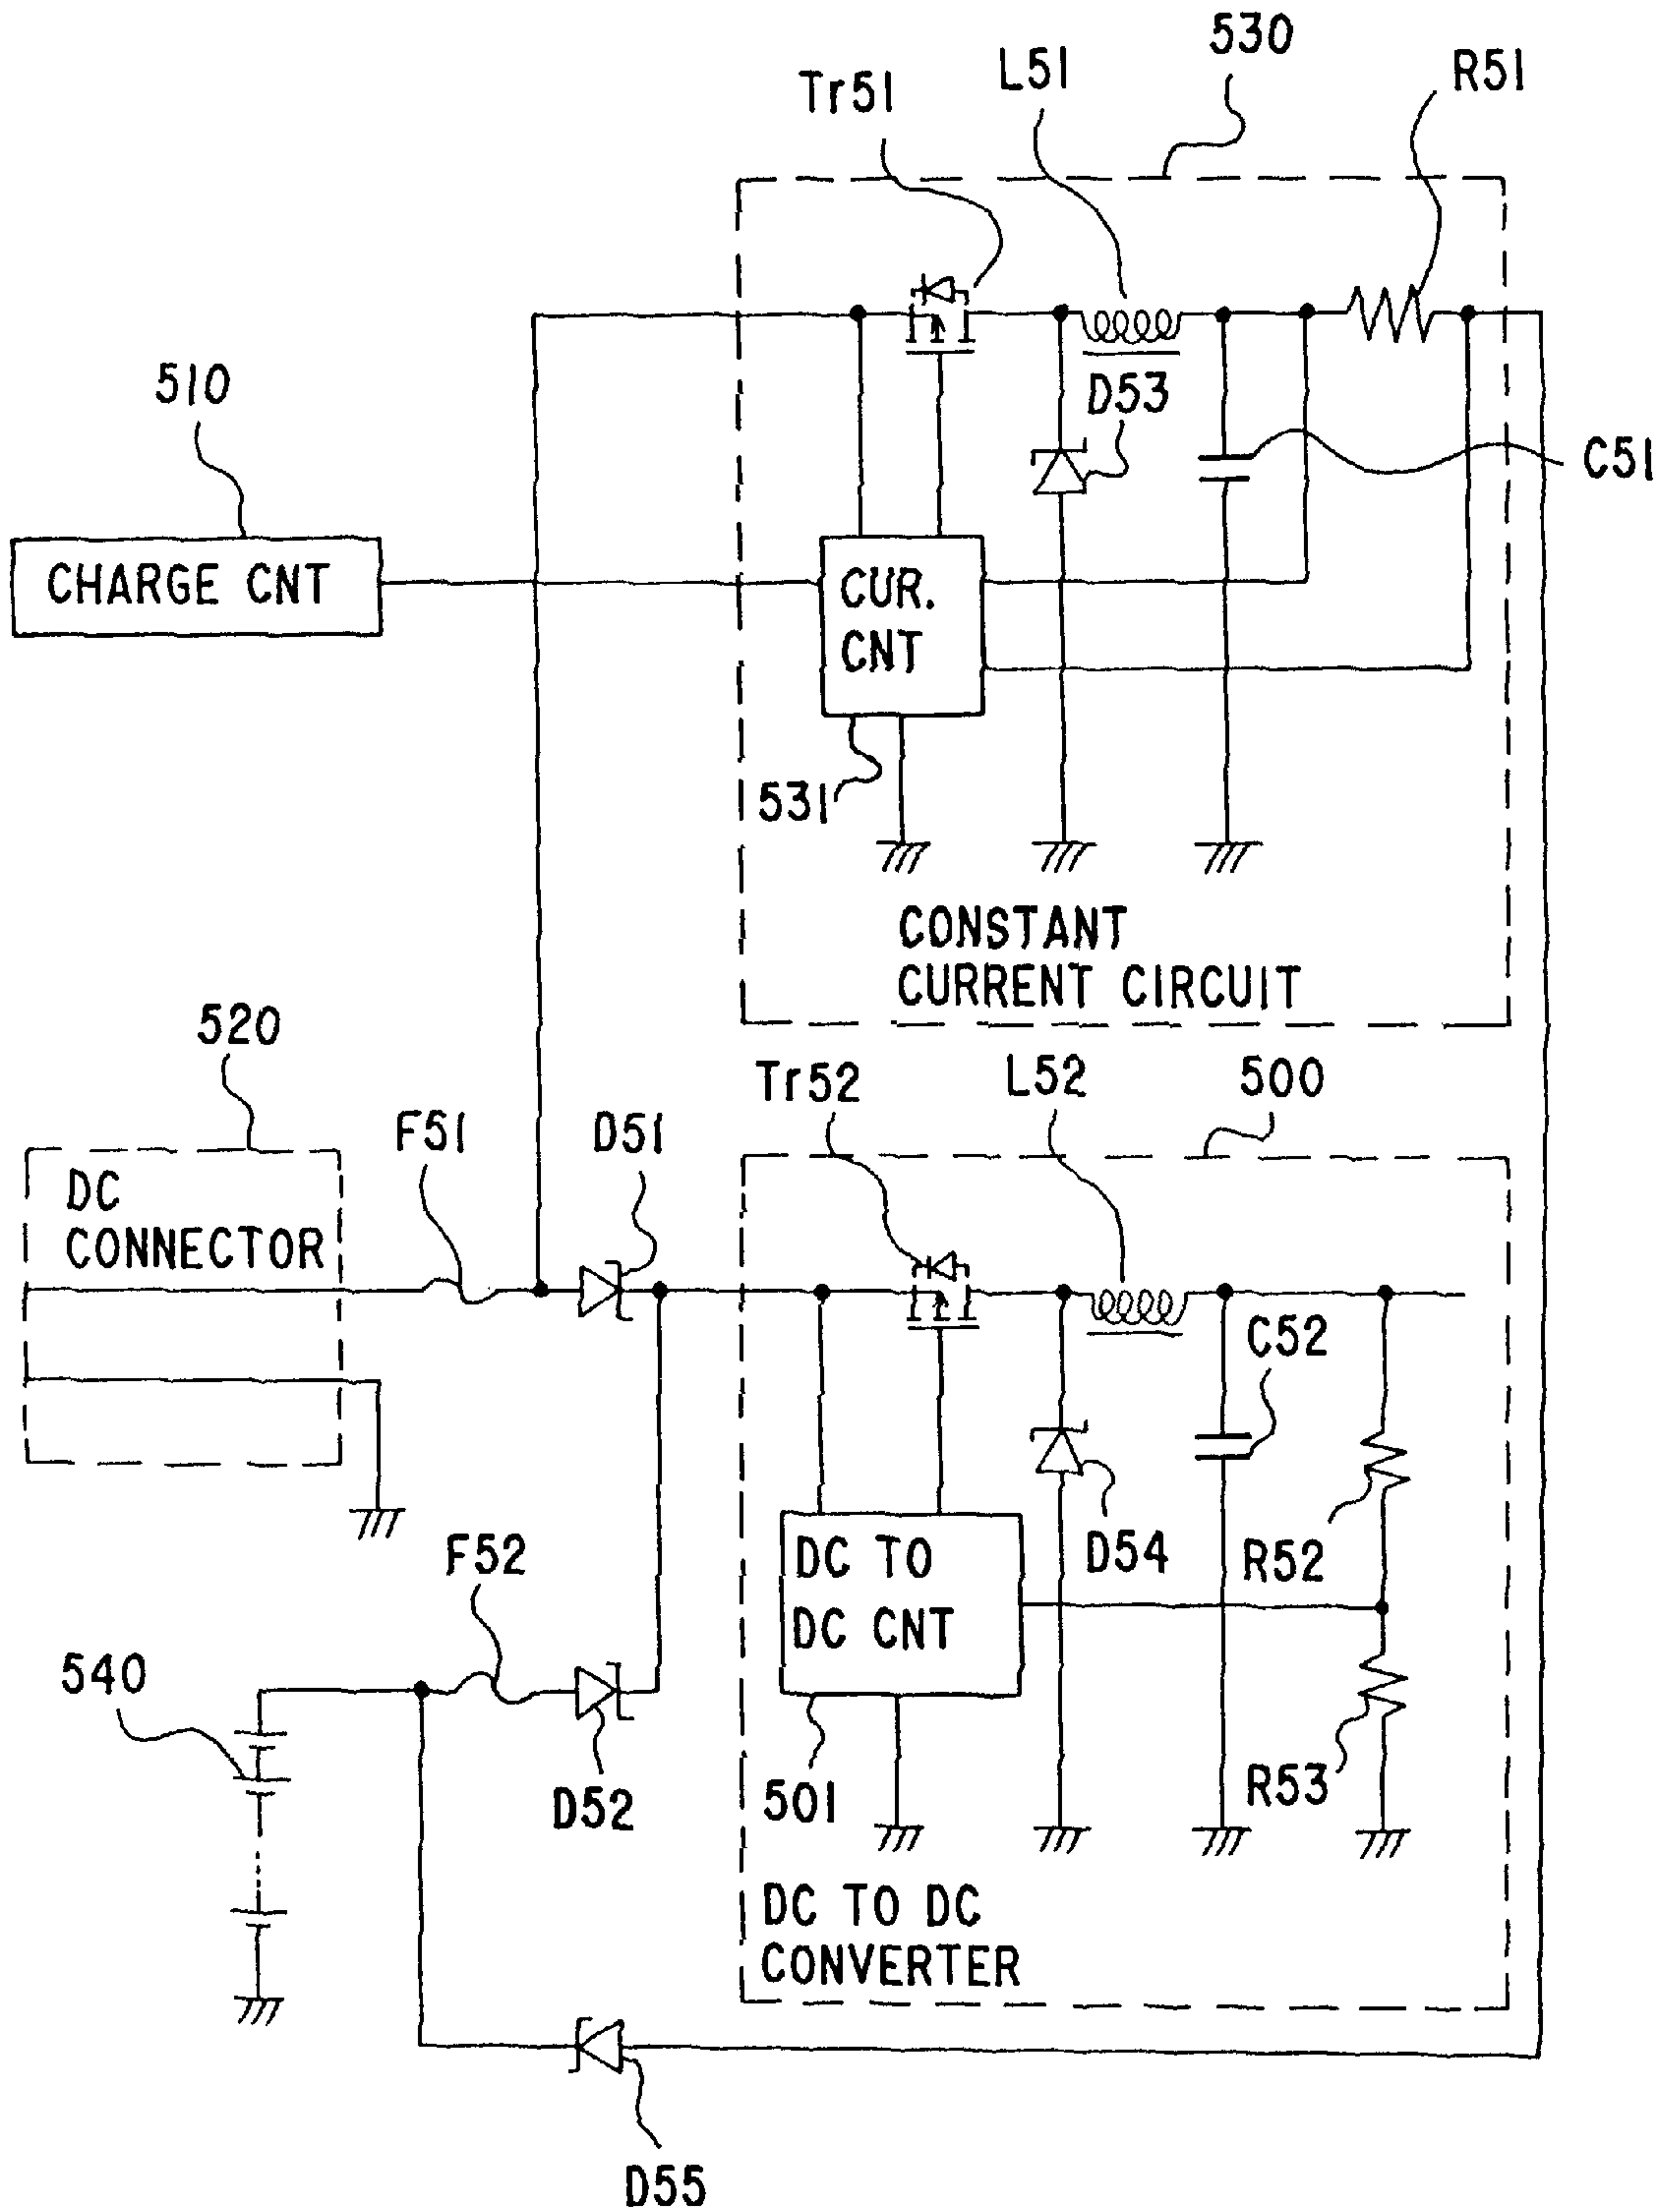 530
L51
R51
Tr51
510
D53
C51
CHARGE CNT
CUR.
CNT
531
CONSTANT
CURRENT CIRCUIT
520
Tr52
L52
500
F51
D51
DC
CONNECTOR
C52
F52
DC TO
DC CNT
D54
R52
540
D52
501
R53
DC TO DC
CONVERTER
D55